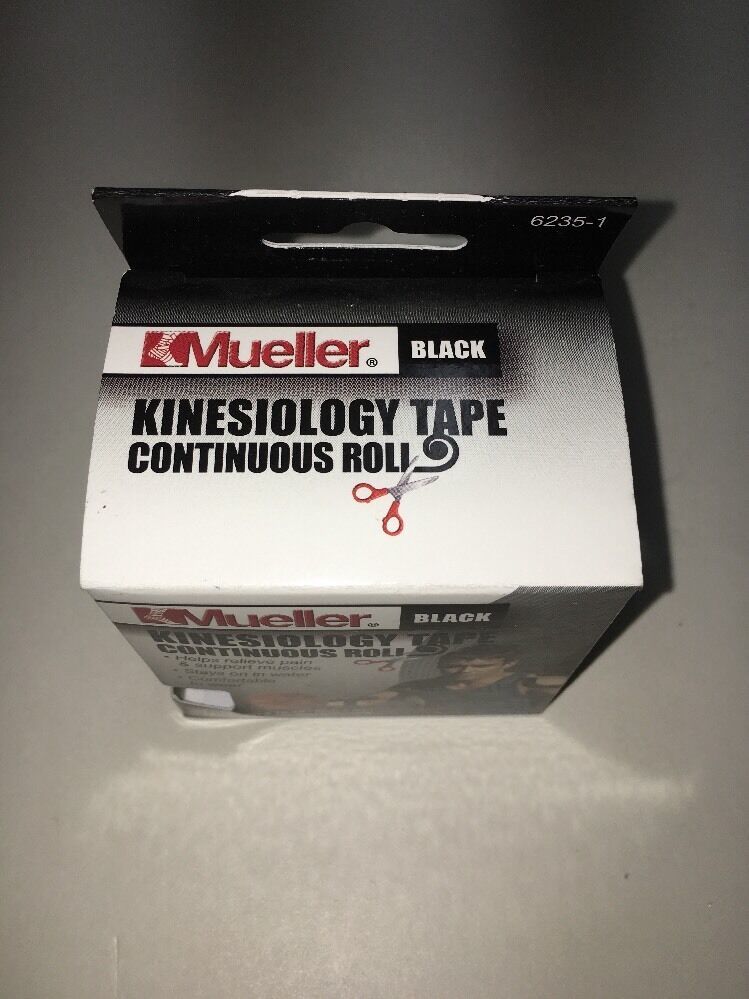 6235-1
Mueller® BLACK
KINESIOLOGY TAPE
CONTINUOUS ROLL
Mueller® BLACK
KINESIOLOGY TAPE
CONTINUOUS ROLL
• Helps relieve pain
& support muscles
• Stays on in water
• Comfortable